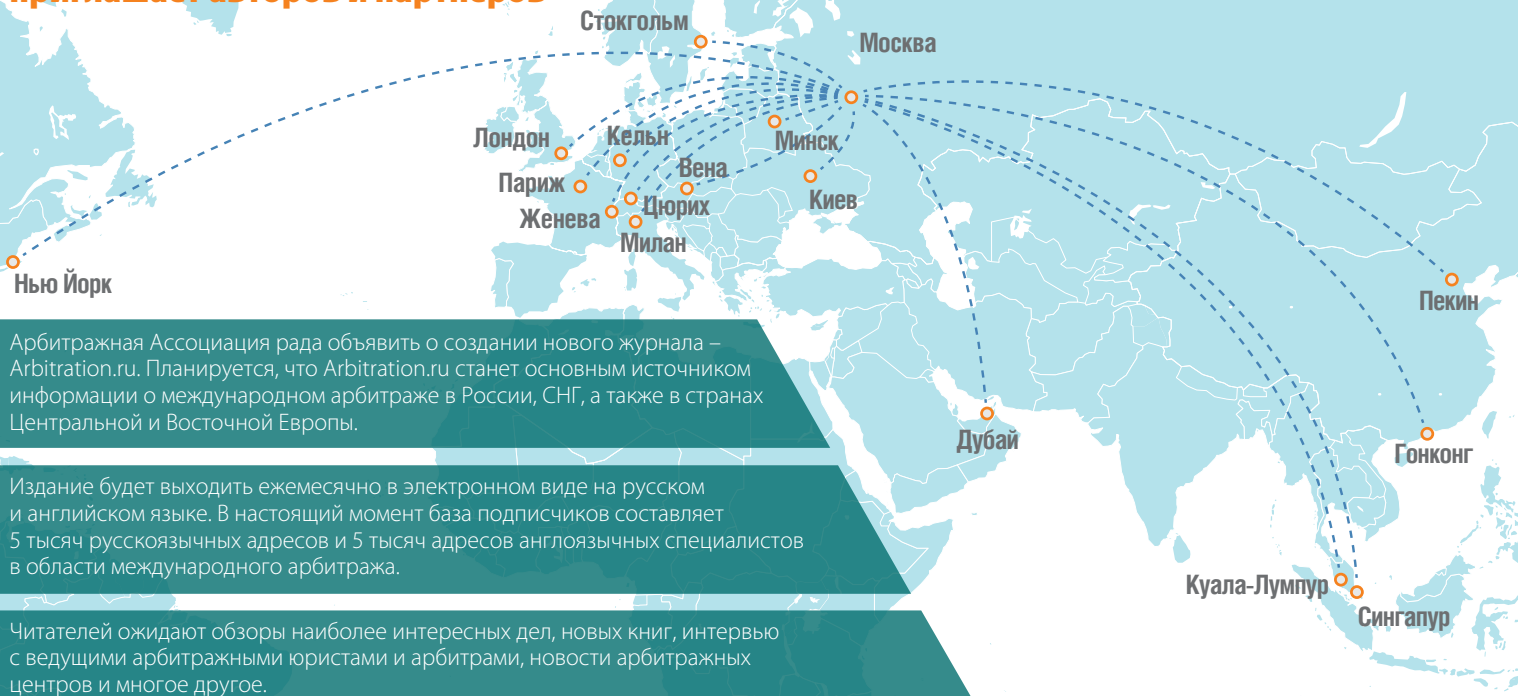 приглашает авторов и партнеров
Стокгольм
Москва
Лондон
Кельн
Минск
Париж
Вена
Киев
Женева
Цюрих
Милан
Нью Йорк
Пекин
Арбитражная Ассоциация рада объявить о создании нового журнала –
Arbitration.ru. Планируется, что Arbitration.ru станет основным источником
информации о международном арбитраже в России, СНГ, а также в странах
Центральной и Восточной Европы.
Дубай
Гонконг
Издание будет выходить ежемесячно в электронном виде на русском
и английском языке. В настоящий момент база подписчиков составляет
5 тысяч русскоязычных адресов и 5 тысяч адресов англоязычных специалистов
в области международного арбитража.
Куала-Лумпур
Сингапур
Читателей ожидают обзоры наиболее интересных дел, новых книг, интервью
с ведущими арбитражными юристами и арбитрами, новости арбитражных
центров и многое другое.